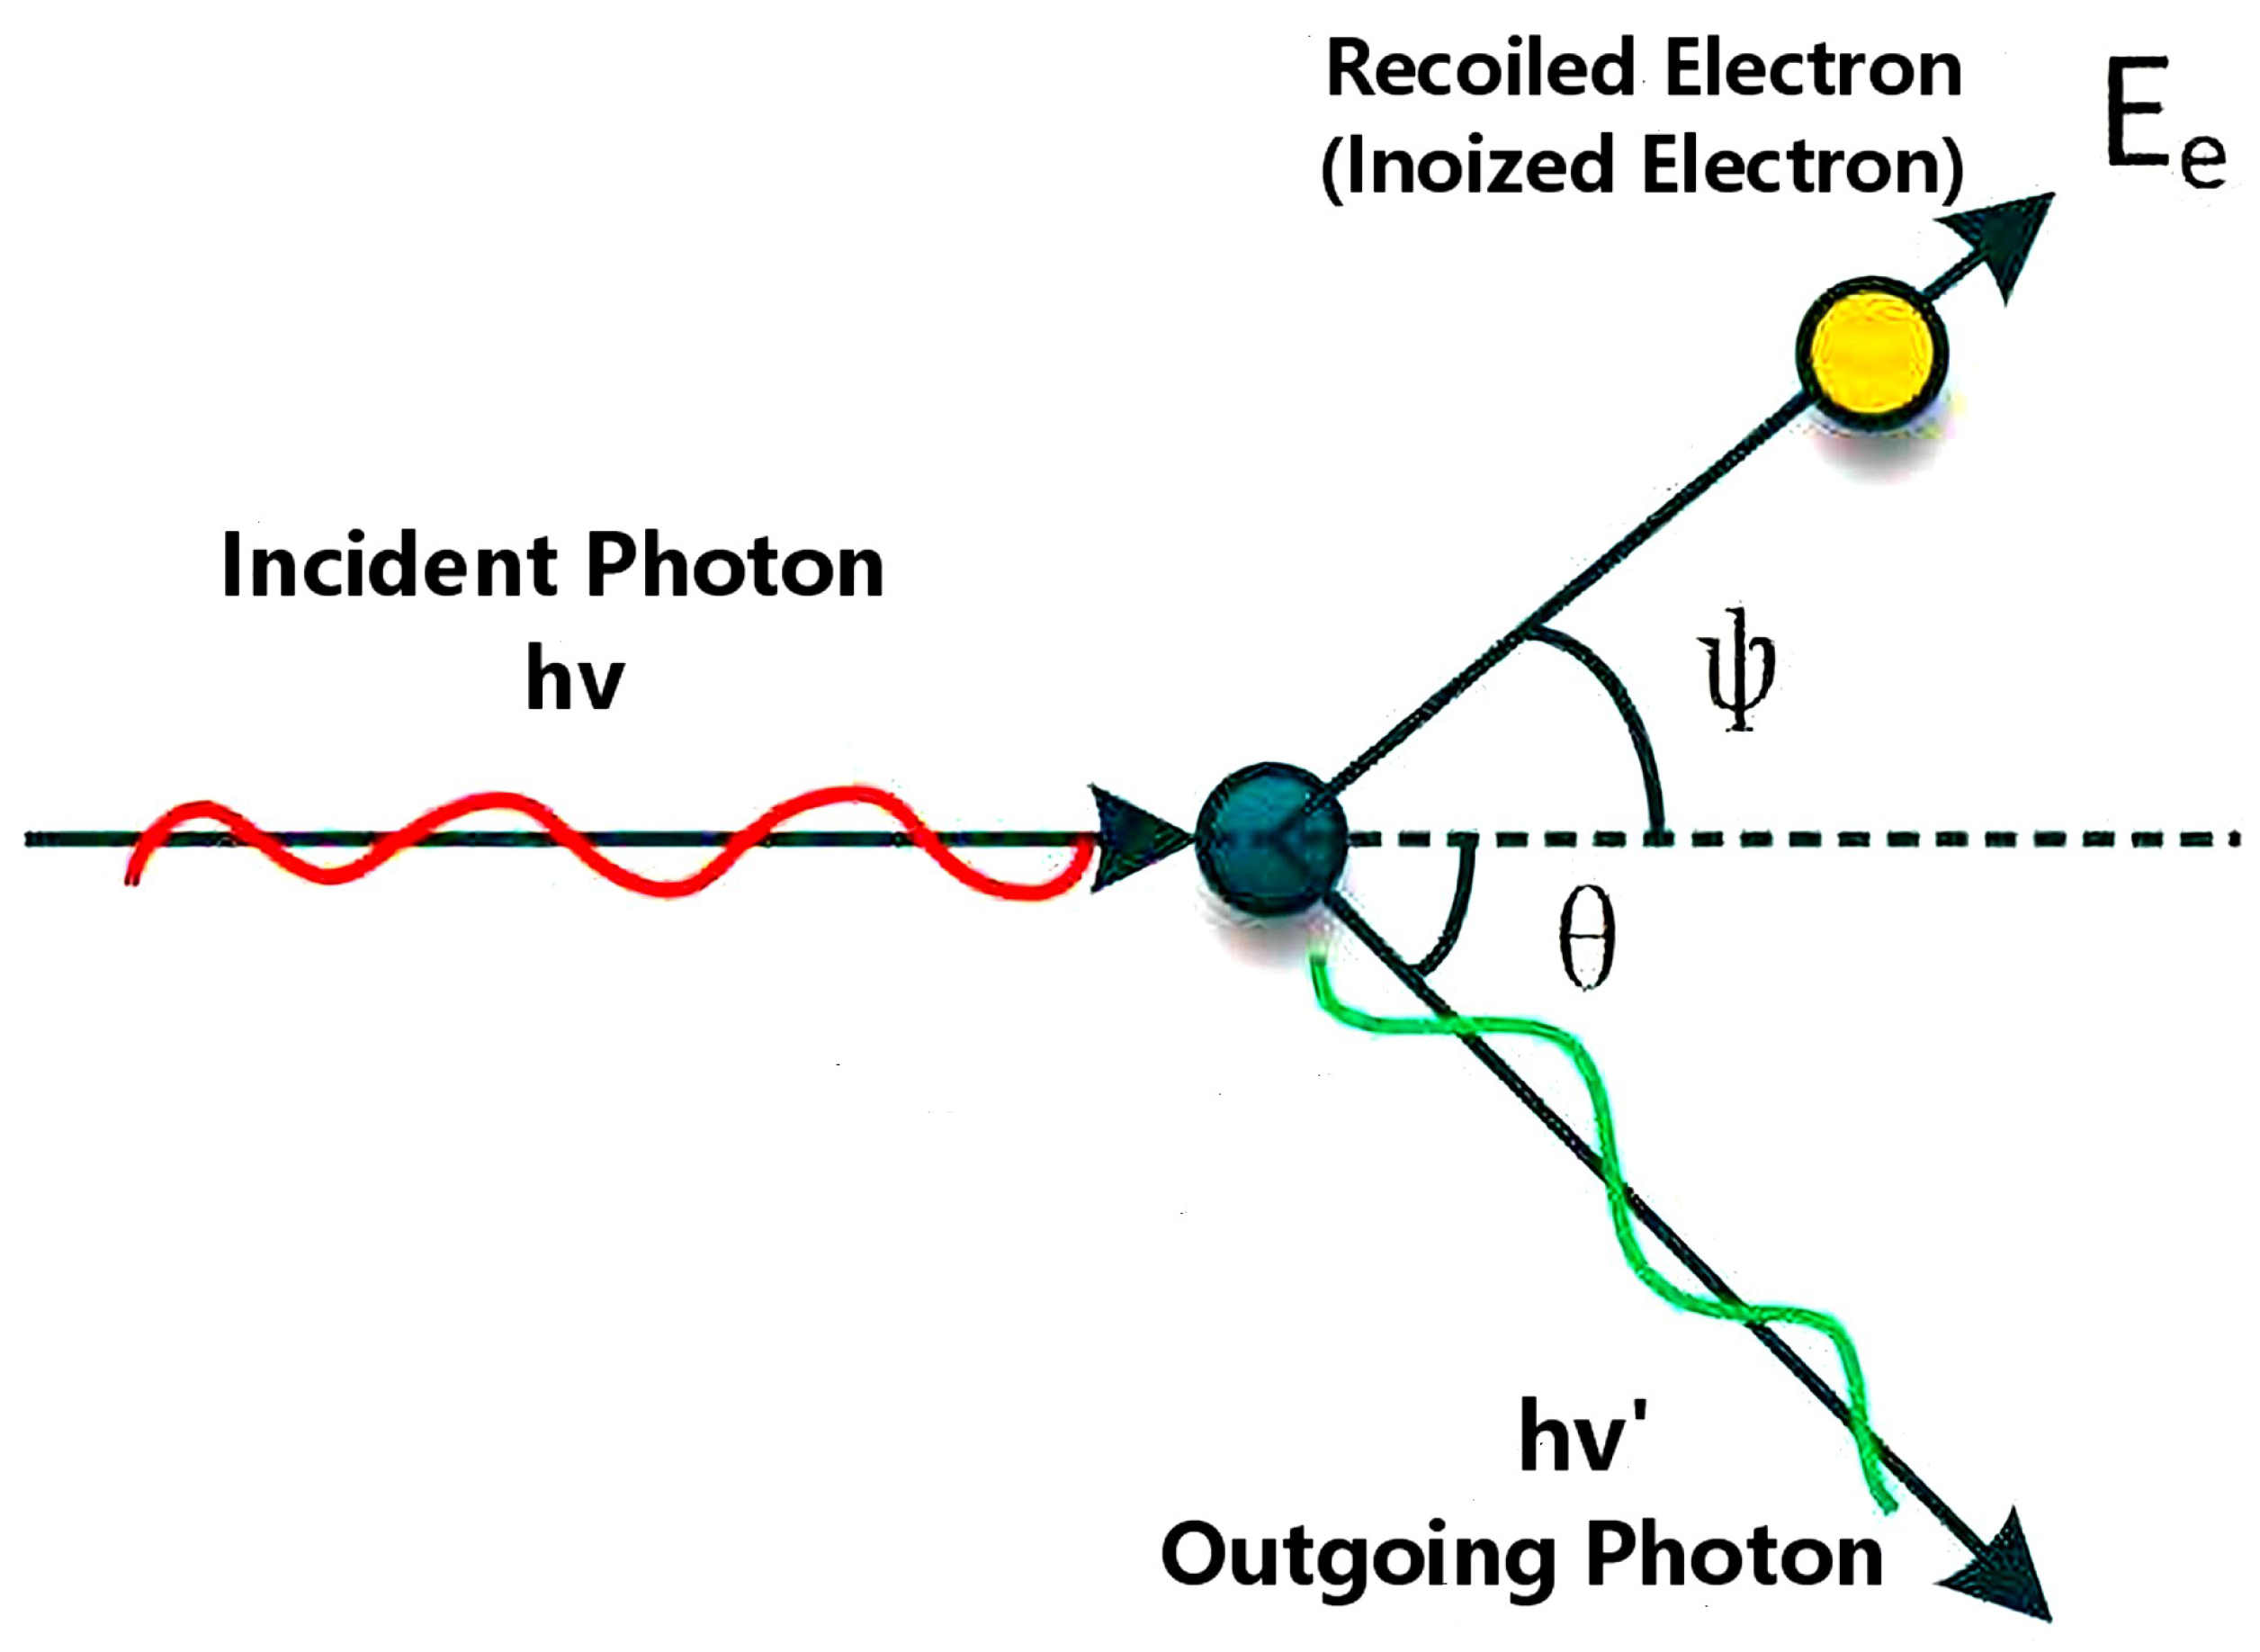 Recoiled Electron
(Inoized Electron)
Ee
Incident Photon
hv
ψ
θ
hv'
Outgoing Photon